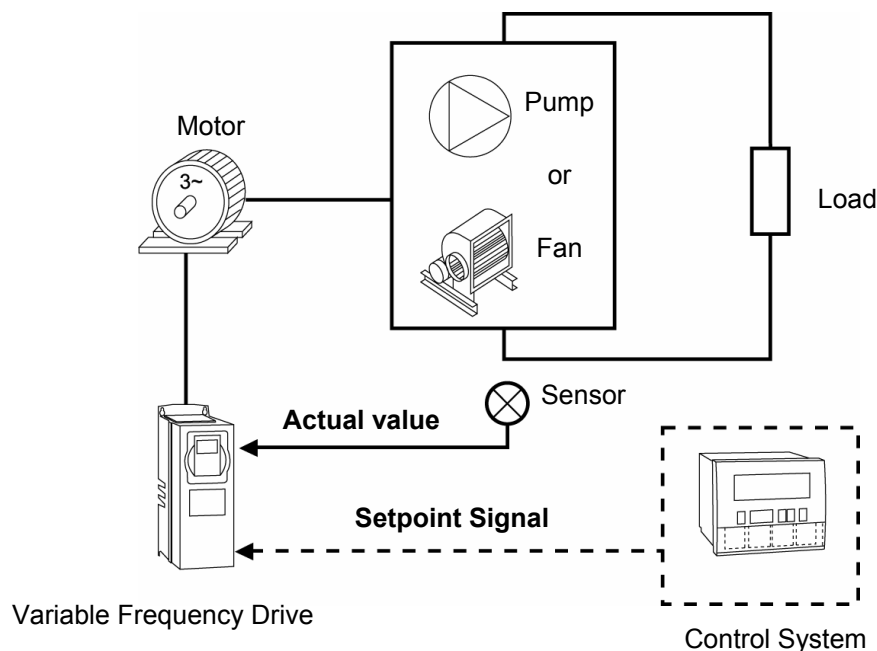 Pump
Motor
3~
or
Load
Fan
Sensor
Actual value
Setpoint Signal
Variable Frequency Drive
Control System